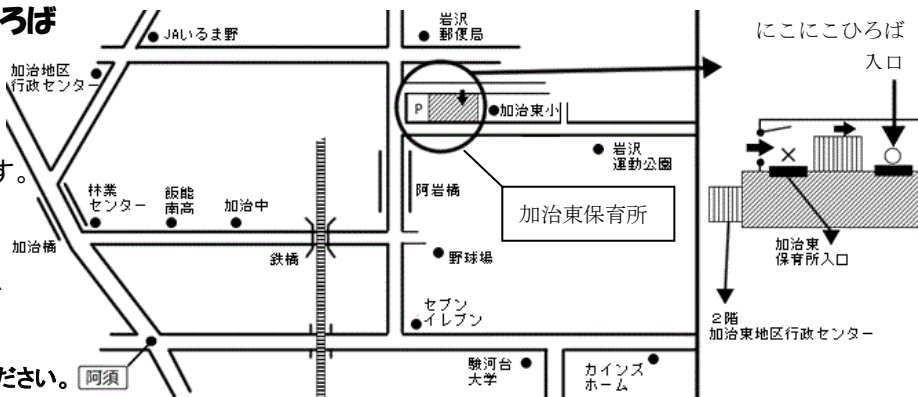 ろば
す。
ださい。
JAいるま野
岩沢
郵便局
加治地区
行政センター
P
加治東小
岩沢
運動公園
林業
センター
飯能
南高
加治中
阿岩橋
加治東保育所
加治橋
鉄橋
野球場
セブン
イレブン
阿須
駿河台
大学
カインズ
ホーム
にこにこひろば
入口
加治東
保育所入口
2階
加治東地区行政センター